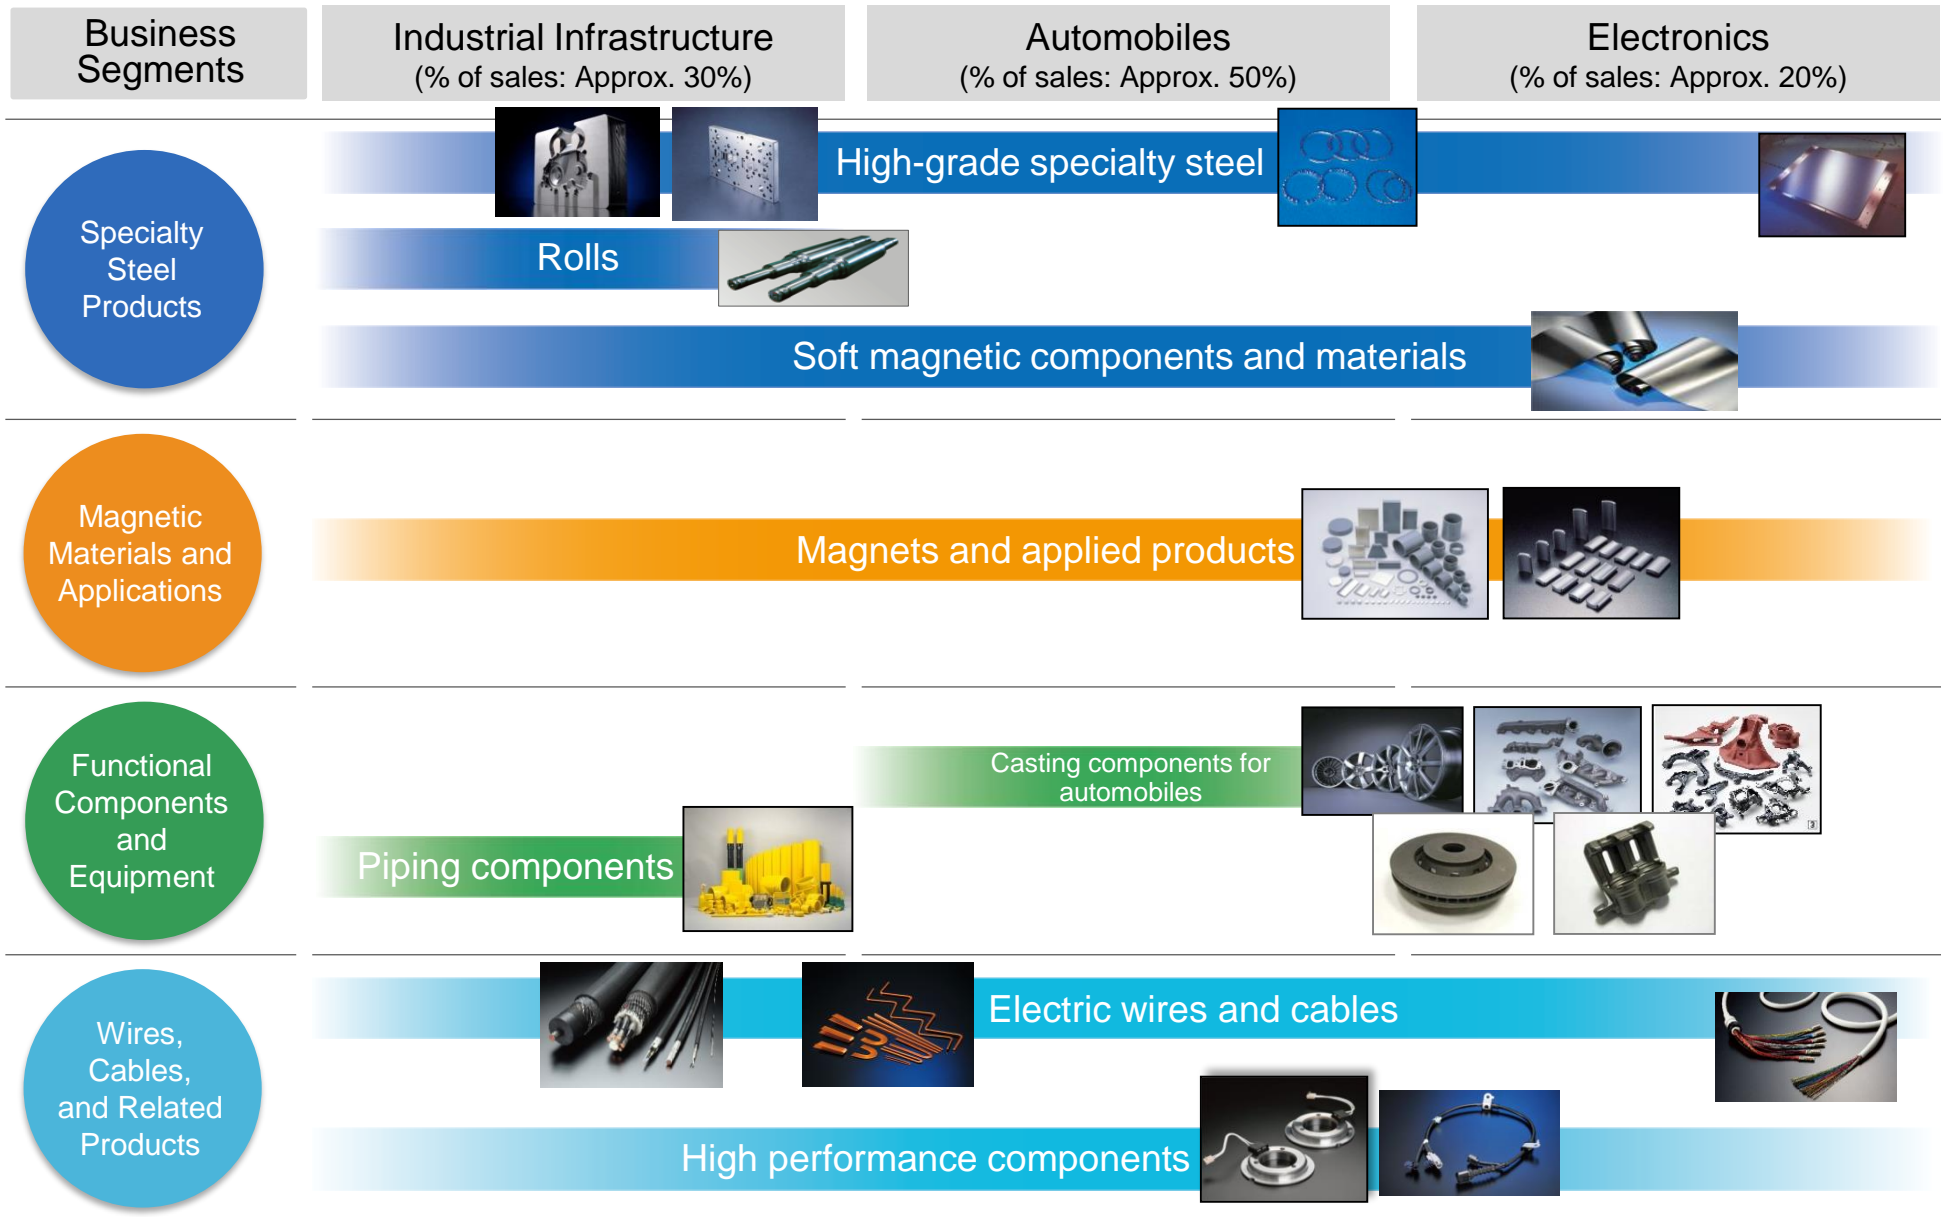 Business
Segments
Industrial Infrastructure
(% of sales: Approx. 30%)
Automobiles
(% of sales: Approx. 50%)
Electronics
(% of sales: Approx. 20%)
Specialty
Steel
Products
High-grade specialty steel
Rolls
Soft magnetic components and materials
Magnetic
Materials and
Applications
Magnets and applied products
Functional
Components
and
Equipment
Casting components for
automobiles
Piping components
Wires,
Cables,
and Related
Products
Electric wires and cables
High performance components